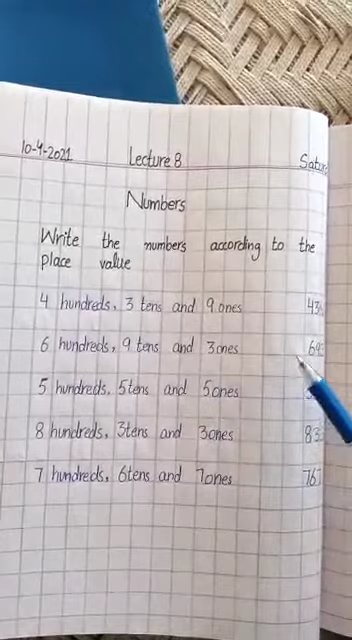 10-4-2021 Lecture 8
Numbers
Write the numbers according to the
place value
4 hundreds, 3 tens and 9 ones
6 hundreds, 9 tens and 3 ones
5 hundreds, 5 tens and 5 ones
8 hundreds, 3 tens and 3 ones
7 hundreds, 6 tens and 7 ones